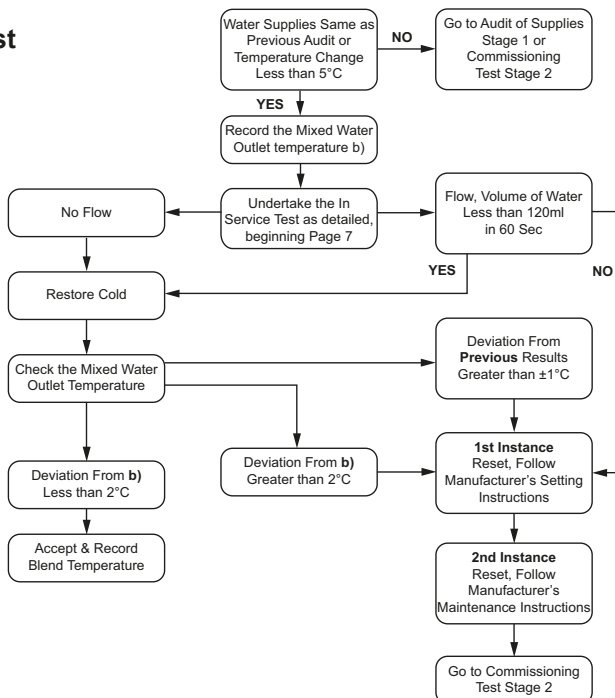 st
Water Supplies Same as
Previous Audit or
Temperature Change
Less than 5°C
NO
Go to Audit of Supplies
Stage 1 or
Commissioning
Test Stage 2
YES
Record the Mixed Water
Outlet temperature b)
No Flow
Undertake the In
Service Test as detailed,
beginning Page 7
Flow, Volume of Water
Less than 120ml
in 60 Sec
YES
NO
Restore Cold
Check the Mixed Water
Outlet Temperature
Deviation From
Previous Results
Greater than ±1°C
Deviation From b)
Less than 2°C
Deviation From b)
Greater than 2°C
1st Instance
Reset, Follow
Manufacturer's Setting
Instructions
Accept & Record
Blend Temperature
2nd Instance
Reset, Follow
Manufacturer's
Maintenance Instructions
Go to Commissioning
Test Stage 2